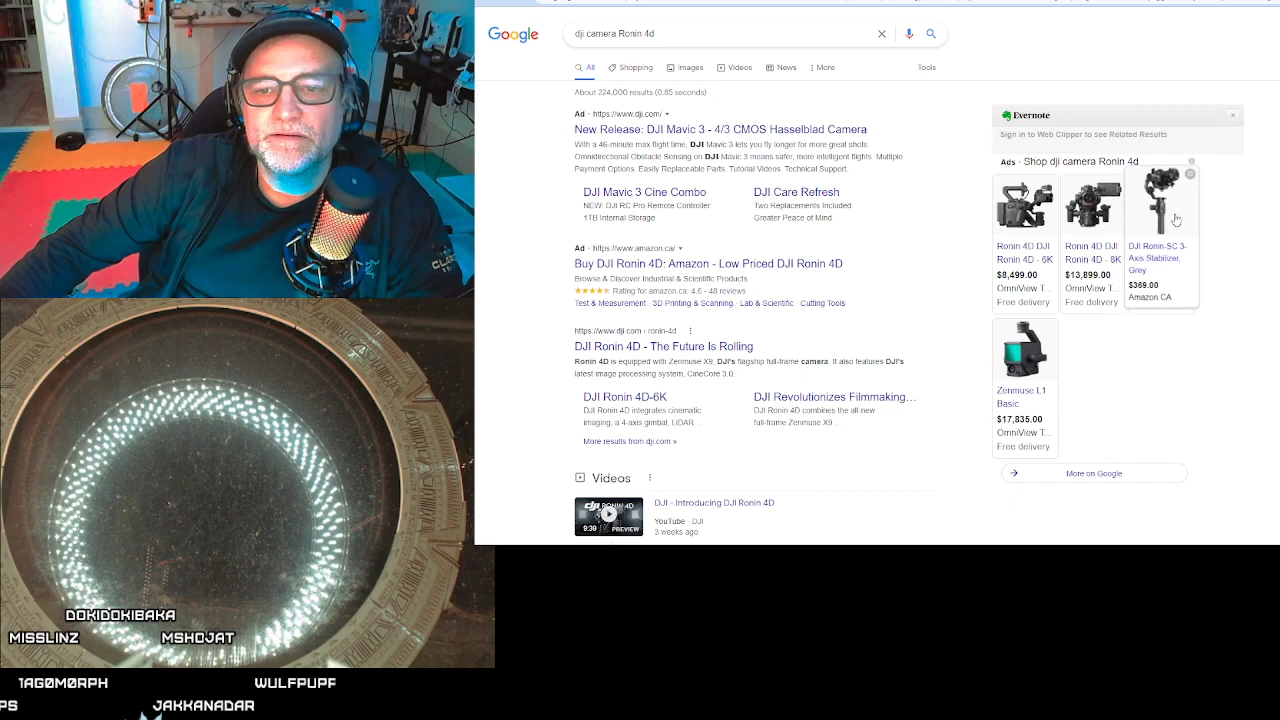 Google
dji camera Ronin 4d
All
Shopping
Images
Videos
News
More
Tools
About 224,000 results (0.85 seconds)
Ad · https://www.dji.com/
New Release: DJI Mavic 3 - 4/3 CMOS Hasselblad Camera
With a 46-minute max flight time, DJI Mavic 3 lets you fly longer for more great shots.
Omnidirectional Obstacle Sensing on DJI Mavic 3 means safer, more intelligent flights. Multiple
Payment Options. Easily Replaceable Parts. Tutorial Videos. Technical Support.
DJI Mavic 3 Cine Combo
NEW: DJI RC Pro Remote Controller
1TB Internal Storage
DJI Care Refresh
Two Replacements Included
Greater Peace of Mind
Ad · https://www.amazon.ca/
Buy DJI Ronin 4D: Amazon - Low Priced DJI Ronin 4D
Browse & Discover Industrial & Scientific Products
Rating for amazon.ca: 4.6 - 48 reviews
Test & Measurement · 3D Printing & Scanning · Lab & Scientific · Cutting Tools
https://www.dji.com › ronin-4d
DJI Ronin 4D - The Future Is Rolling
Ronin 4D is equipped with Zenmuse X9, DJI's flagship full-frame camera. It also features DJI's
latest image processing system, CineCore 3.0.
DJI Ronin 4D-6K
DJI Ronin 4D integrates cinematic
imaging, a 4-axis gimbal, LiDAR ...
DJI Revolutionizes Filmmaking…
DJI Ronin 4D combines the all-new
full-frame Zenmuse X9 ...
More results from dji.com »
Videos
DJI RONIN 4D
9:39
PREVIEW
DJI - Introducing DJI Ronin 4D
YouTube · DJI
3 weeks ago
Evernote
Sign in to Web Clipper to see Related Results
Ads · Shop dji camera Ronin 4d
Ronin 4D DJI
Ronin 4D - 6K
$8,499.00
OmniView T...
Free delivery
Ronin 4D DJI
Ronin 4D - 8K
$13,899.00
OmniView T...
Free delivery
DJI Ronin-SC 3-
Axis Stabilizer,
Grey
$369.00
Amazon CA
Zenmuse L1
Basic
$17,835.00
OmniView T...
Free delivery
More on Google
DOKIDOKIBAKA
MISSLINZ
MSHOJAT
1AG0M0RPH
WULFPUPF
PS
JAKKANADAR